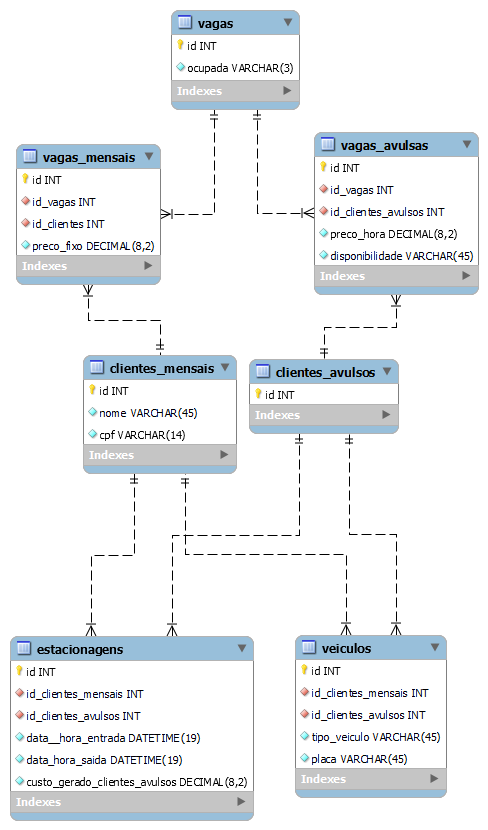 vagas
id INT
ocupada VARCHAR(3)
Indexes
vagas_mensais
id INT
id_vagas INT
id_clientes INT
preco_fixo DECIMAL(8,2)
Indexes
vagas_avulsas
id INT
id_vagas INT
id_clientes_avulsos INT
preco_hora DECIMAL(8,2)
disponibilidade VARCHAR(45)
Indexes
clientes_mensais
id INT
nome VARCHAR(45)
cpf VARCHAR(14)
Indexes
clientes_avulsos
id INT
Indexes
estacionagens
id INT
id_clientes_mensais INT
id_clientes_avulsos INT
data__hora_entrada DATETIME(19)
data_hora_saida DATETIME(19)
custo_gerado_clientes_avulsos DECIMAL(8,2)
Indexes
veiculos
id INT
id_clientes_mensais INT
id_clientes_avulsos INT
tipo_veiculo VARCHAR(45)
placa VARCHAR(45)
Indexes